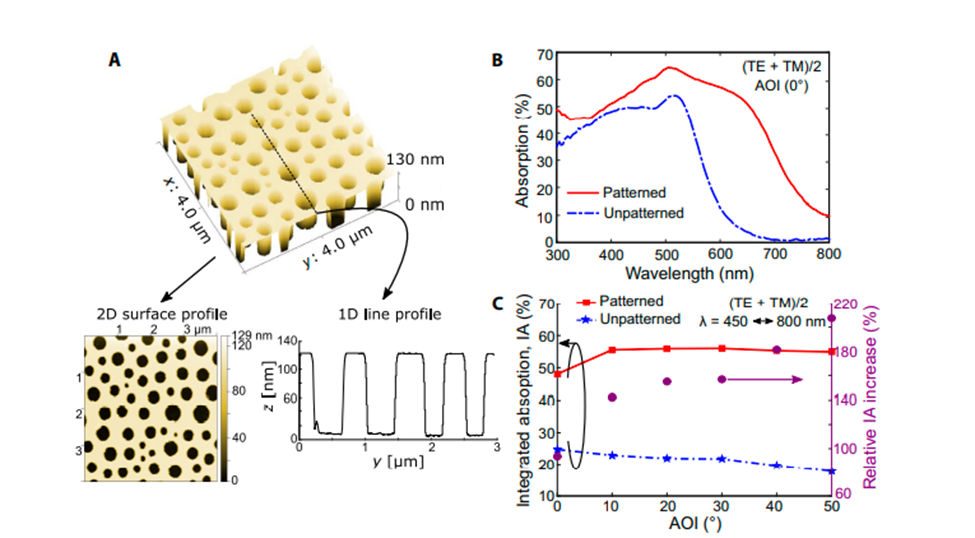 A
130 nm
0 nm
x: 4.0 µm
y: 4.0 µm
2D surface profile
1 2 3 µm
129 nm
120
80
40
0
1
2
3
1D line profile
z [nm]
140
100
60
0
0 1 2 3
y [µm]
B
(TE + TM)/2
AOI (0°)
Absorption (%)
70
60
50
40
30
20
10
0
Patterned
Unpatterned
300 400 500 600 700 800
Wavelength (nm)
C
Patterned
Unpatterned
(TE + TM)/2
λ = 450 ↔ 800 nm
Integrated absoption, IA (%)
70
60
50
40
30
20
10
0 10 20 30 40 50
AOI (°)
220
180
140
100
60
Relative IA increase (%)